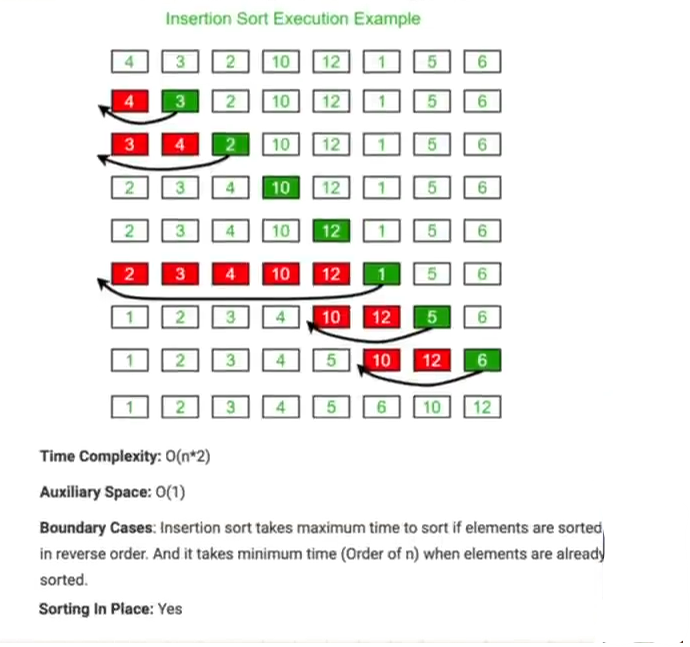 Insertion Sort Execution Example
4 3 2 10 12 1 5 6
4 3 2 10 12 1 5 6
3 4 2 10 12 1 5 6
2 3 4 10 12 1 5 6
2 3 4 10 12 1 5 6
2 3 4 10 12 1 5 6
1 2 3 4 10 12 5 6
1 2 3 4 5 10 12 6
1 2 3 4 5 6 10 12
Time Complexity: O(n*2)
Auxiliary Space: O(1)
Boundary Cases: Insertion sort takes maximum time to sort if elements are sorted
in reverse order. And it takes minimum time (Order of n) when elements are already
sorted.
Sorting In Place: Yes